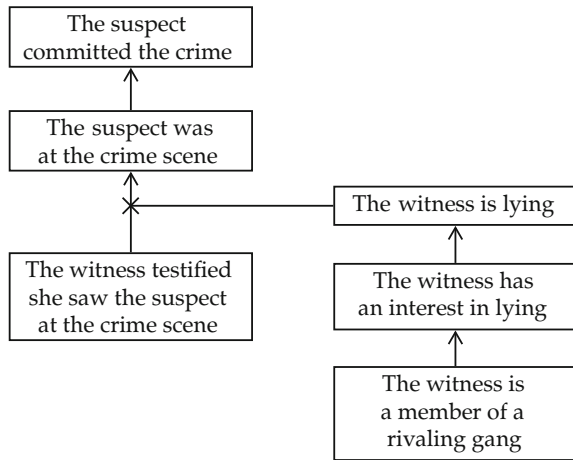 The suspect
committed the crime
The suspect was
at the crime scene
The witness is lying
The witness testified
she saw the suspect
at the crime scene
The witness has
an interest in lying
The witness is
a member of a
rivaling gang